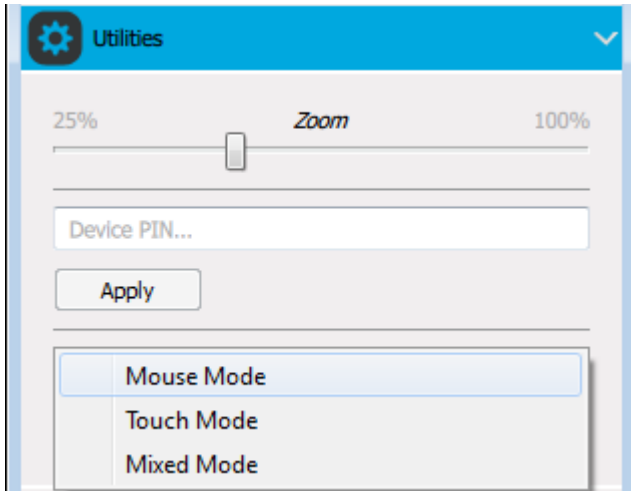 Utilities
25% Zoom 100%
Device PIN...
Apply
Mouse Mode
Touch Mode
Mixed Mode